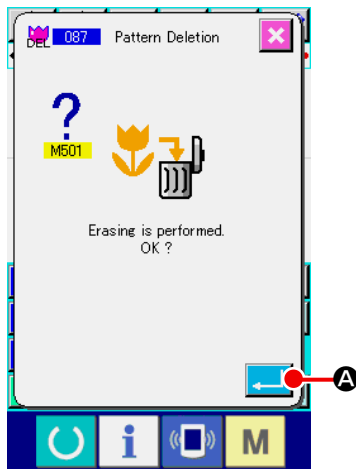 DEL 087 Pattern Deletion
?
M501
Erasing is performed.
OK ?
A
i M